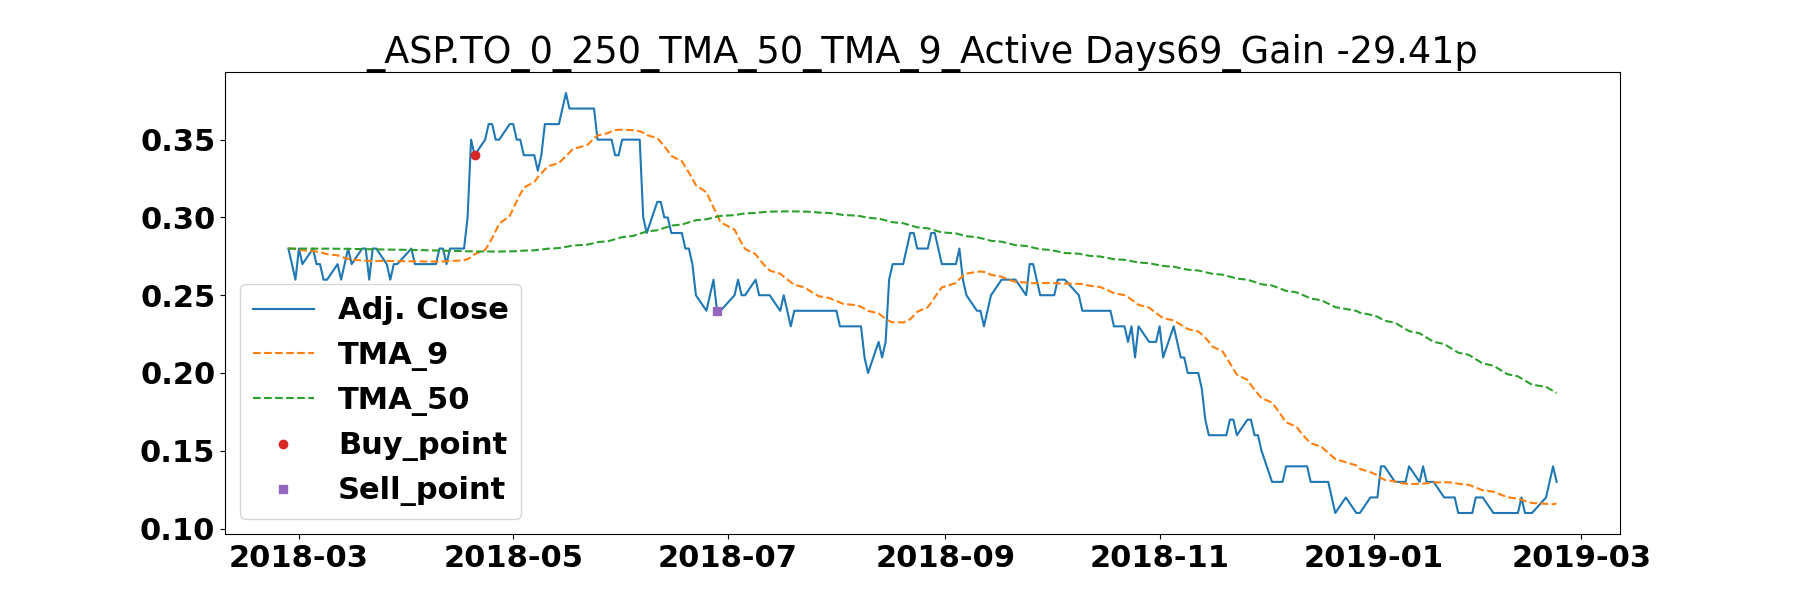 _ASP.TO_0_250_TMA_50_TMA_9_Active Days69_Gain -29.41p
0.35
0.30
0.25
0.20
0.15
0.10
Adj. Close
TMA_9
TMA_50
Buy_point
Sell_point
2018-03 2018-05 2018-07 2018-09 2018-11 2019-01 2019-03